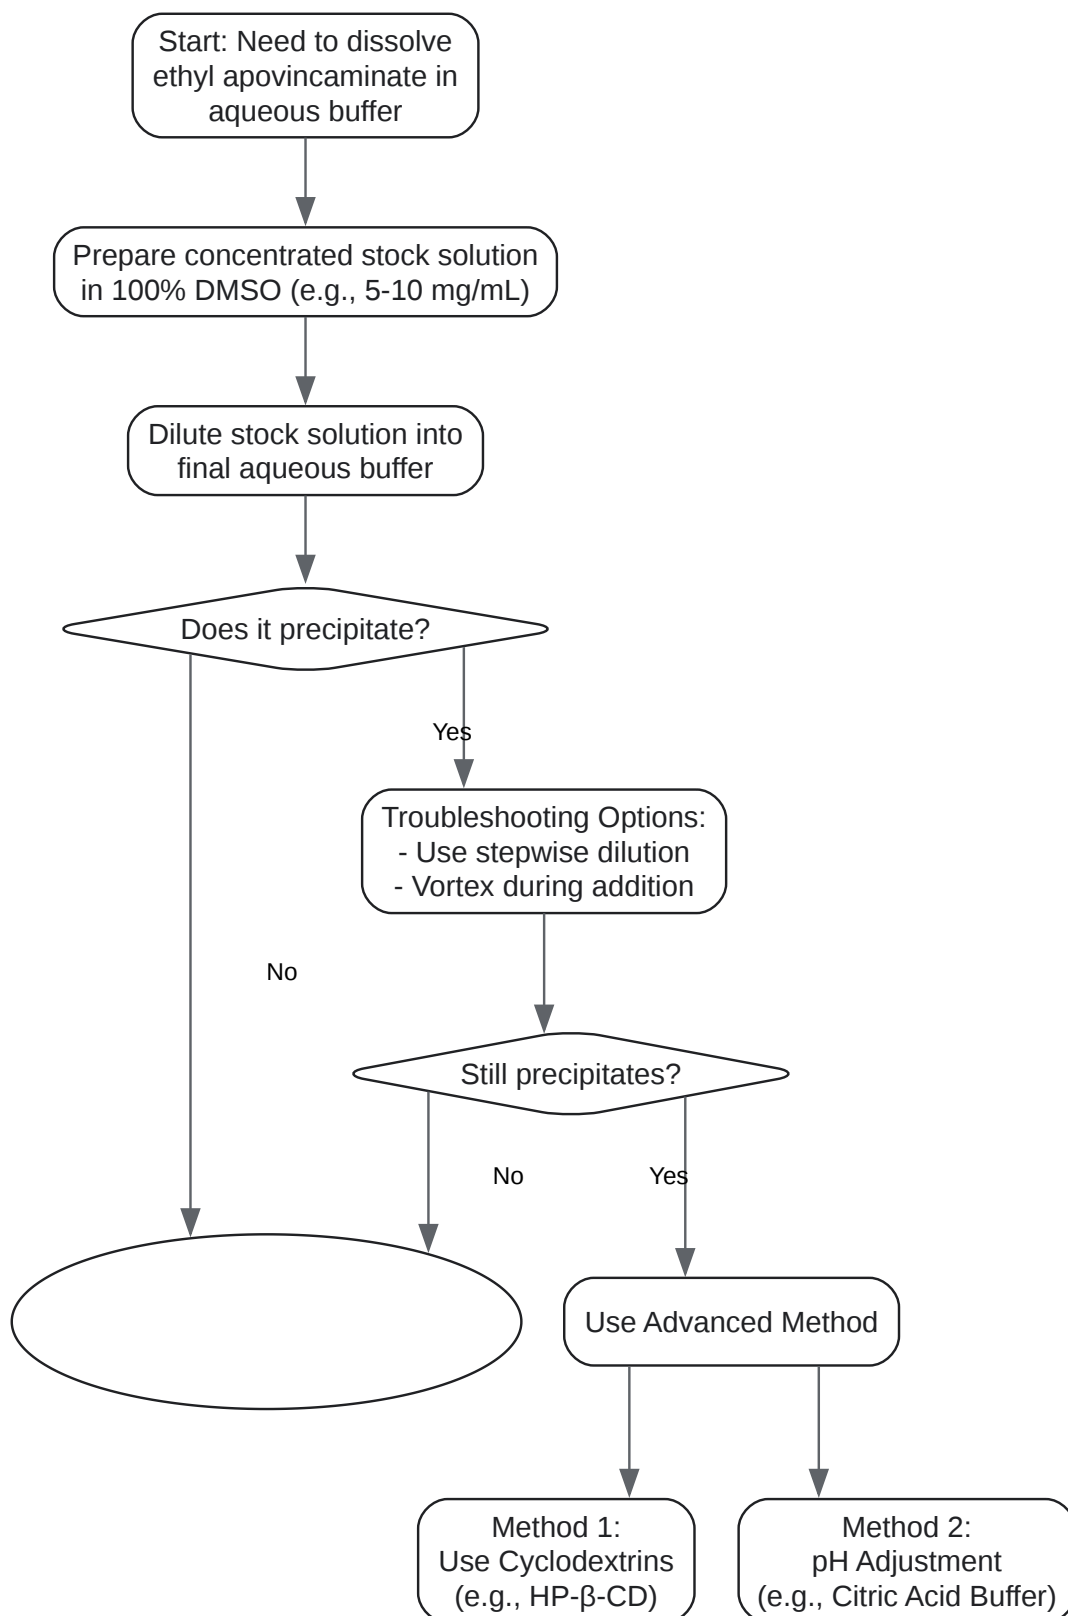 Start: Need to dissolve
ethyl apovincaminate in
aqueous buffer
Prepare concentrated stock solution
in 100% DMSO (e.g., 5-10 mg/mL)
Dilute stock solution into
final aqueous buffer
Does it precipitate?
Yes
Troubleshooting Options:
- Use stepwise dilution
- Vortex during addition
No
Still precipitates?
No
Yes
Use Advanced Method
Method 1:
Use Cyclodextrins
(e.g., HP-β-CD)
Method 2:
pH Adjustment
(e.g., Citric Acid Buffer)